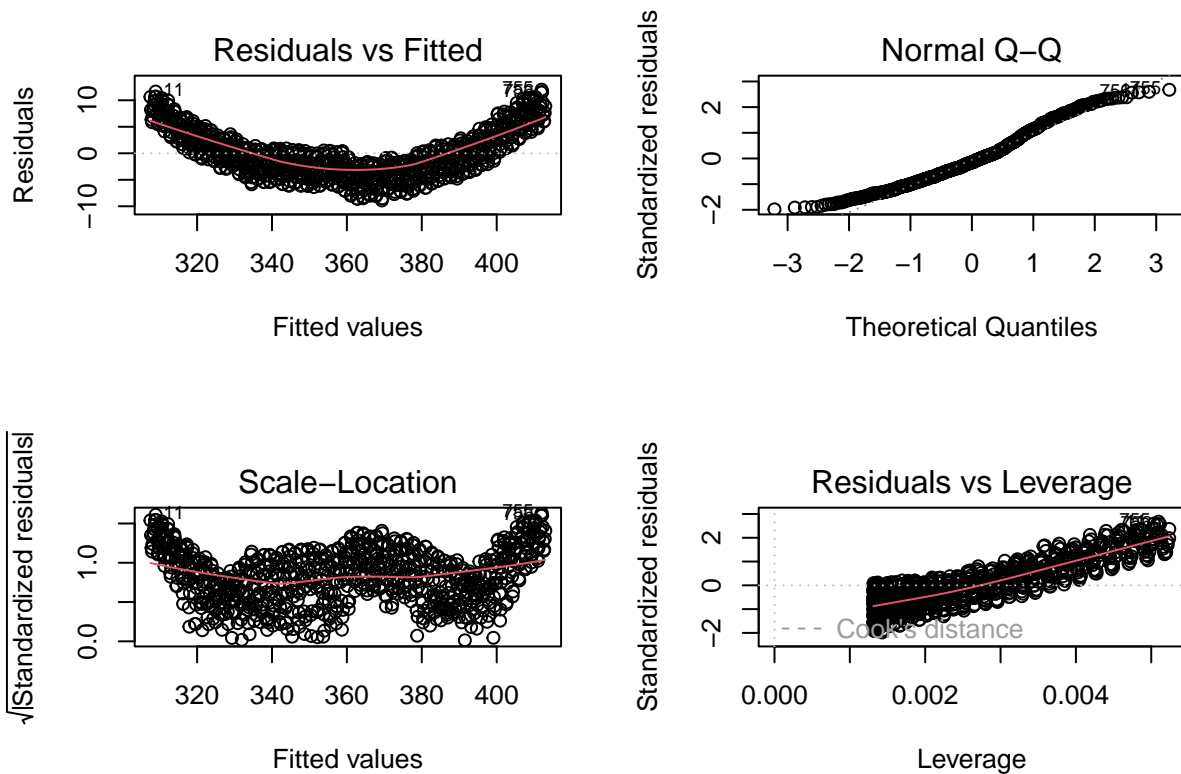 Residuals vs Fitted
Residuals
10
0
−10
11
755
320 340 360 380 400
Fitted values
Normal Q−Q
Standardized residuals
2
0
−2
755
−3 −2 −1 0 1 2 3
Theoretical Quantiles
Scale−Location
√|Standardized residuals|
1.0
0.0
11
755
320 340 360 380 400
Fitted values
Residuals vs Leverage
Standardized residuals
2
0
−2
755
Cook's distance
0.000 0.002 0.004
Leverage